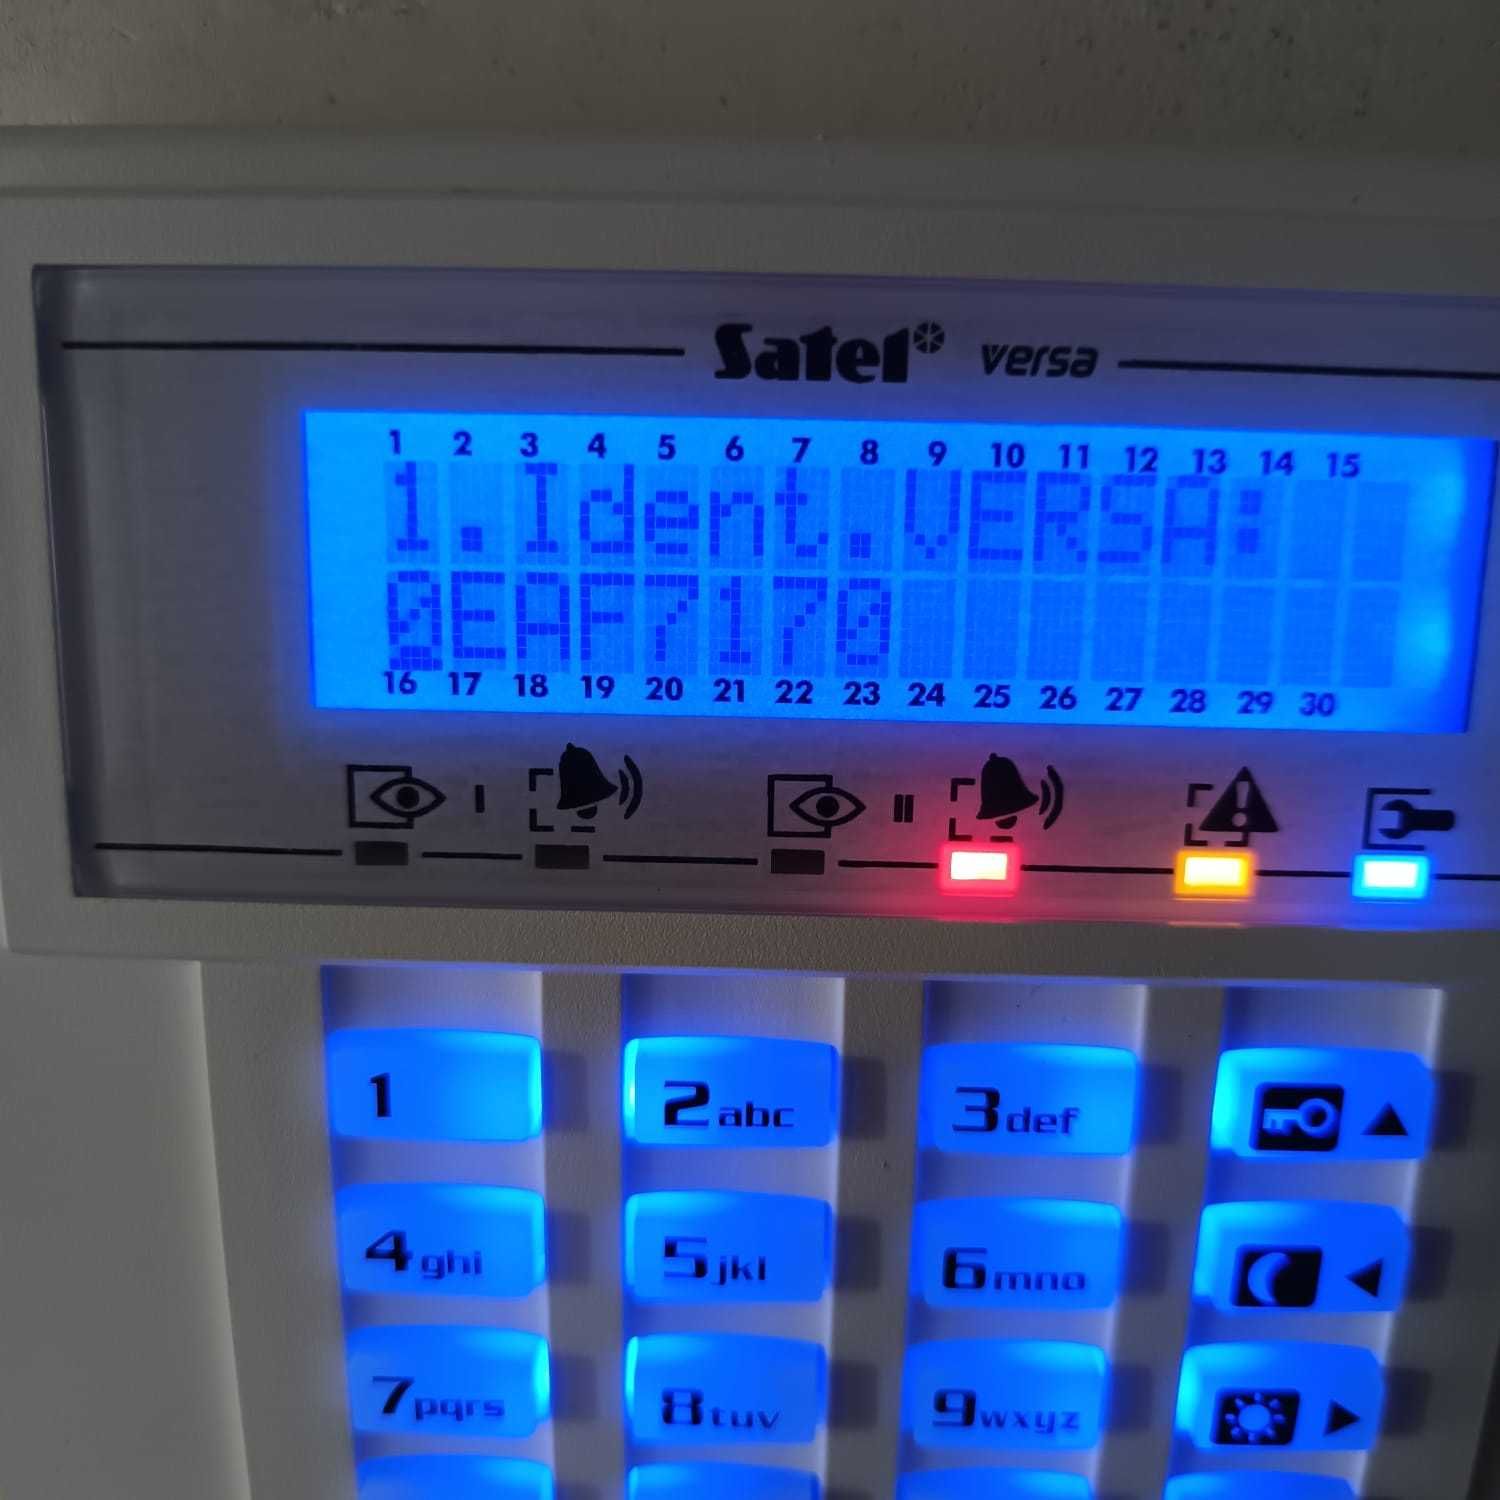 Satel® versa
1 2 3 4 5 6 7 8 9 10 11 12 13 14 15
1.Ident.VERSA:
0EAF7170
16 17 18 19 20 21 22 23 24 25 26 27 28 29 30
I II
1 2abc 3def
4ghi 5jkl 6mno
7pqrs 8tuv 9wxyz